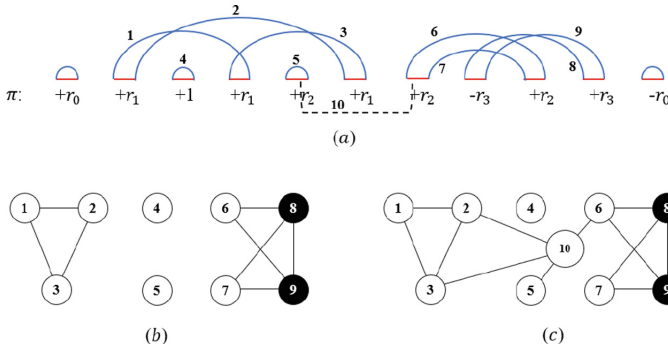 2
1 3 6 9
4 5 7 8
π: +r₀ +r₁ +1 +r₁ +r₂ +r₁ +r₂ -r₃ +r₂ +r₃ -r₀
10
(a)
1 2 4 6 8 1 2 4 6 8
10
3 5 7 9 3 5 7 9
(b) (c)